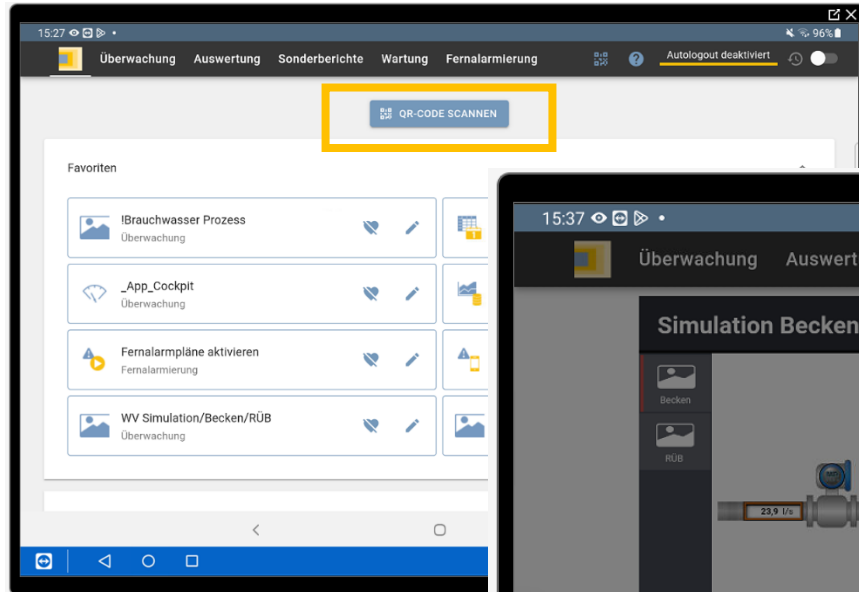 15:27
96%
Überwachung Auswertung Sonderberichte Wartung Fernalarmierung Autologout deaktiviert
QR-CODE SCANNEN
Favoriten
!Brauchwasser Prozess
Überwachung
_App_Cockpit
Überwachung
Fernalarmpläne aktivieren
Fernalarmierung
WV Simulation/Becken/RÜB
Überwachung
15:37
Überwachung Auswert
Simulation Becken
Becken
RÜB
23,9 l/s